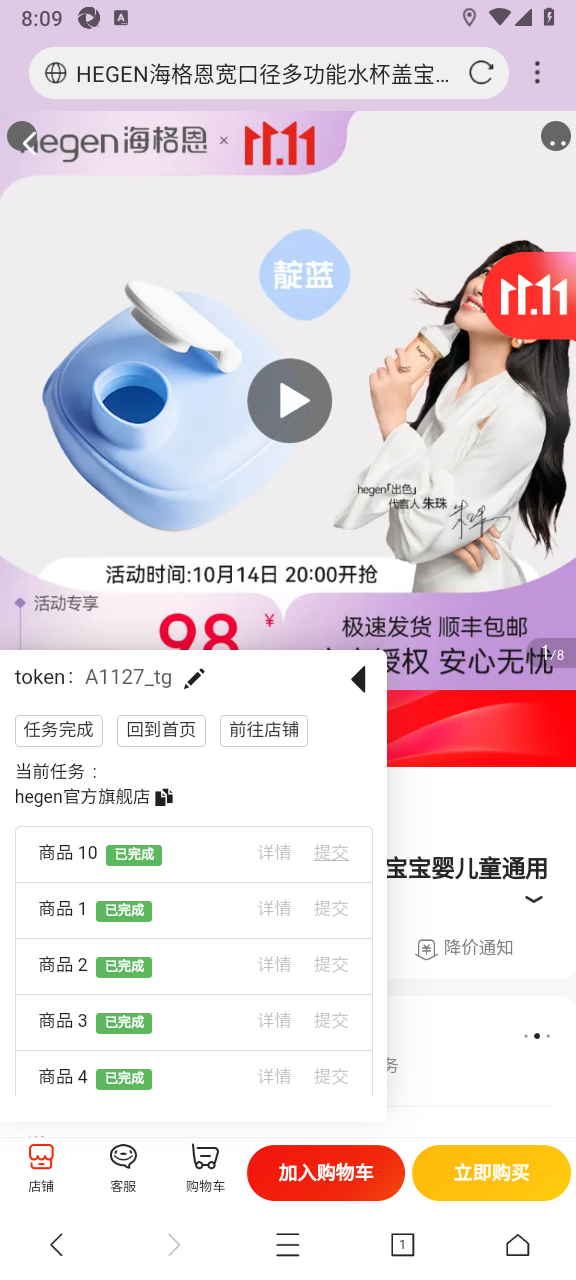 8:09
HEGEN海格恩宽口径多功能水杯盖宝...
hegen海格恩 × 11.11
靛蓝
11.11
hegen
hegen「出色」
代言人 朱珠
活动时间:10月14日 20:00开抢
活动专享
98
¥
极速发货 顺丰包邮
授权 安心无忧
1/8
token: A1127_tg
任务完成
回到首页
前往店铺
当前任务 :
hegen官方旗舰店
商品 10 已完成 详情 提交
商品 1 已完成 详情 提交
商品 2 已完成 详情 提交
商品 3 已完成 详情 提交
商品 4 已完成 详情 提交
宝宝婴儿童通用
降价通知
务
店铺
客服
购物车
加入购物车
立即购买
1